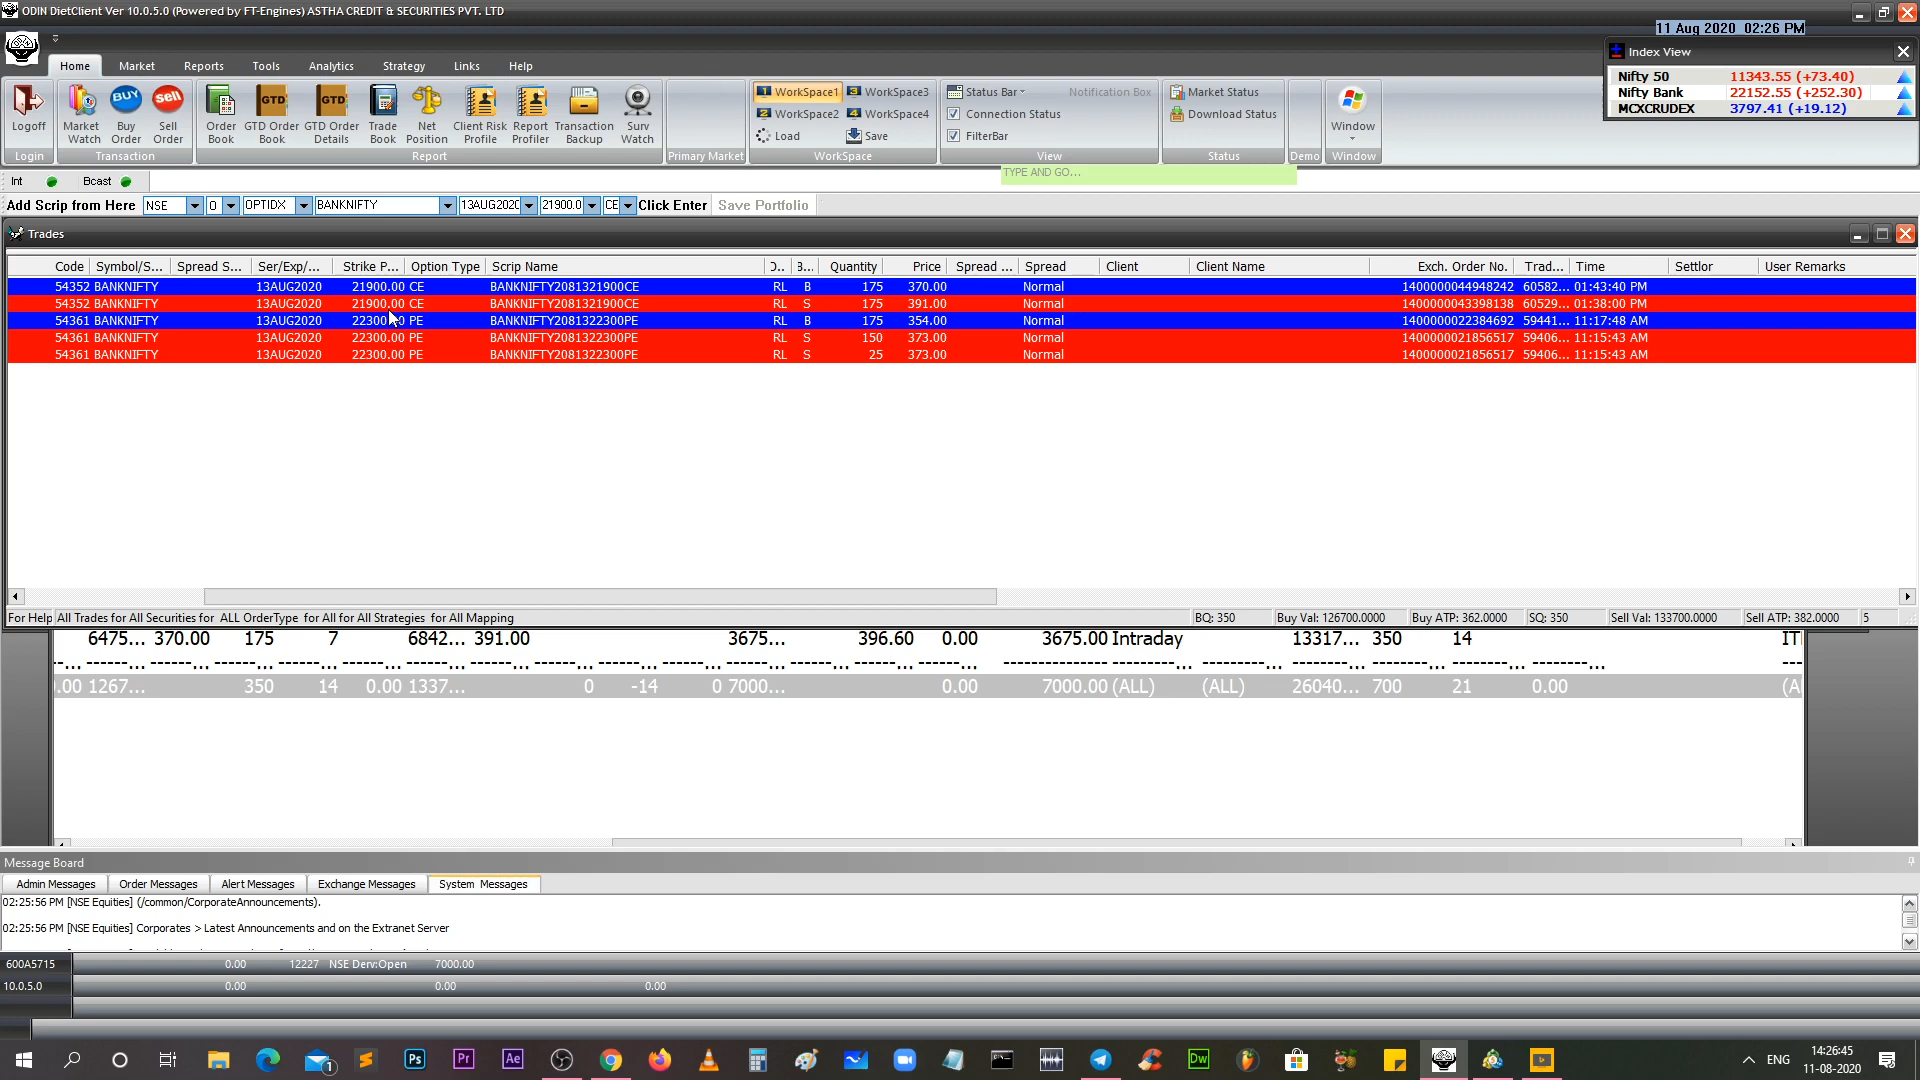 ODIN DietClient Ver 10.0.5.0 (Powered by FT-Engines) ASTHA CREDIT & SECURITIES PVT. LTD
11 Aug 2020 02:26 PM
Home Market Reports Tools Analytics Strategy Links Help
Index View
Nifty 50 11343.55 (+73.40)
Nifty Bank 22152.55 (+252.30)
MCXCRUDEX 3797.41 (+19.12)
Logoff
Login
Market Watch
BUY
Buy Order
sell
Sell Order
Transaction
Order Book
GTD
GTD Order Book
GTD
GTD Order Details
Trade Book
Net Position
Client Risk Profile
Report Profiler
Transaction Backup
Surv Watch
Report
Primary Market
1 WorkSpace1 3 WorkSpace3
2 WorkSpace2 4 WorkSpace4
Load Save
WorkSpace
Status Bar Notification Box
Connection Status
FilterBar
View
Market Status
Download Status
Status
Demo
Window
Window
TYPE AND GO...
Int Bcast
Add Scrip from Here NSE O OPTIDX BANKNIFTY 13AUG2020 21900.0 CE Click Enter Save Portfolio
Trades
Code Symbol/S... Spread S... Ser/Exp/... Strike P... Option Type Scrip Name B... Quantity Price Spread ... Spread Client Client Name Exch. Order No. Trad... Time Settlor User Remarks
54352 BANKNIFTY 13AUG2020 21900.00 CE BANKNIFTY2081321900CE RL B 175 370.00 Normal 1400000044948242 60582... 01:43:40 PM
54352 BANKNIFTY 13AUG2020 21900.00 CE BANKNIFTY2081321900CE RL S 175 391.00 Normal 1400000043398138 60529... 01:38:00 PM
54361 BANKNIFTY 13AUG2020 22300.00 PE BANKNIFTY2081322300PE RL B 175 354.00 Normal 1400000022384692 59441... 11:17:48 AM
54361 BANKNIFTY 13AUG2020 22300.00 PE BANKNIFTY2081322300PE RL S 150 373.00 Normal 1400000021856517 59406... 11:15:43 AM
54361 BANKNIFTY 13AUG2020 22300.00 PE BANKNIFTY2081322300PE RL S 25 373.00 Normal 1400000021856517 59406... 11:15:43 AM
For Help All Trades for All Securities for ALL OrderType for All for All Strategies for All Mapping BQ: 350 Buy Val: 126700.0000 Buy ATP: 362.0000 SQ: 350 Sell Val: 133700.0000 Sell ATP: 382.0000 5
6475... 370.00 175 7 6842... 391.00 3675... 396.60 0.00 3675.00 Intraday 13317... 350 14
.00 1267... 350 14 0.00 1337... 0 -14 0 7000... 0.00 7000.00 (ALL) (ALL) 26040... 700 21 0.00
Message Board
Admin Messages Order Messages Alert Messages Exchange Messages System Messages
02:25:56 PM [NSE Equities] (/common/CorporateAnnouncements).
02:25:56 PM [NSE Equities] Corporates > Latest Announcements and on the Extranet Server
600A5715 0.00 12227 NSE Derv:Open 7000.00
10.0.5.0 0.00 0.00 0.00
1 Ps Pr Ae Dw ENG 14:26:45
11-08-2020